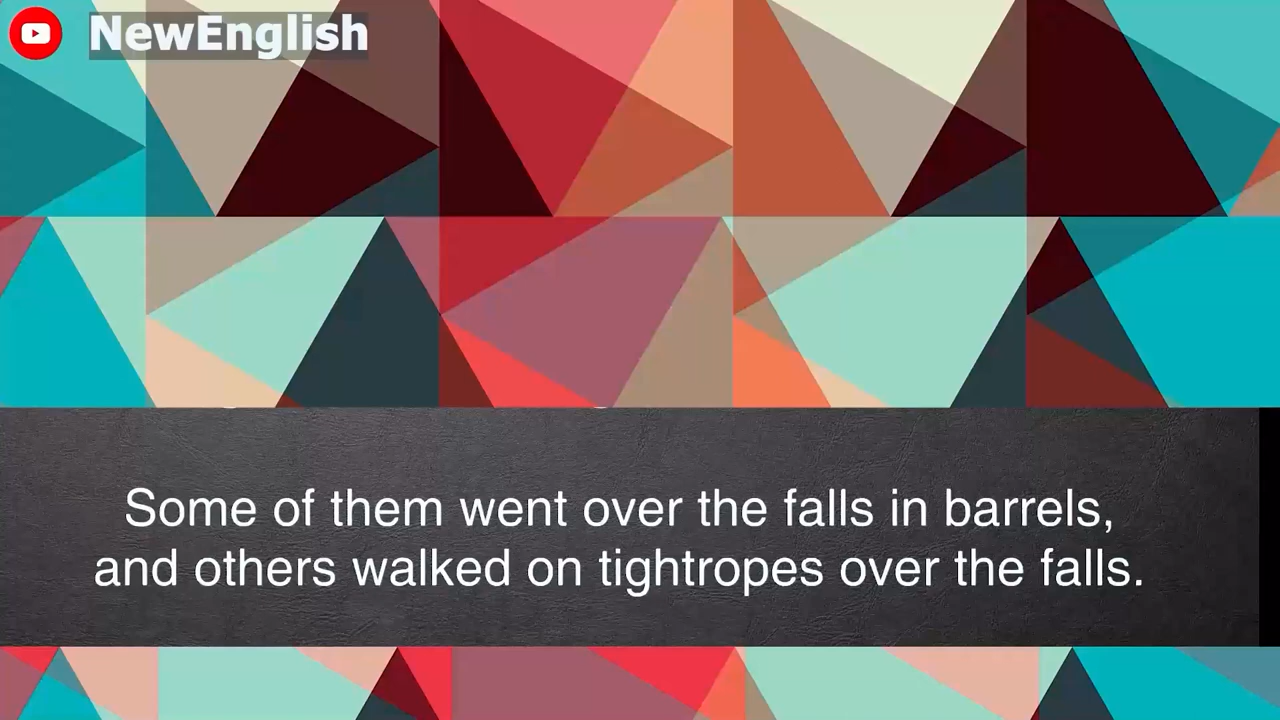 NewEnglish
Some of them went over the falls in barrels,
and others walked on tightropes over the falls.